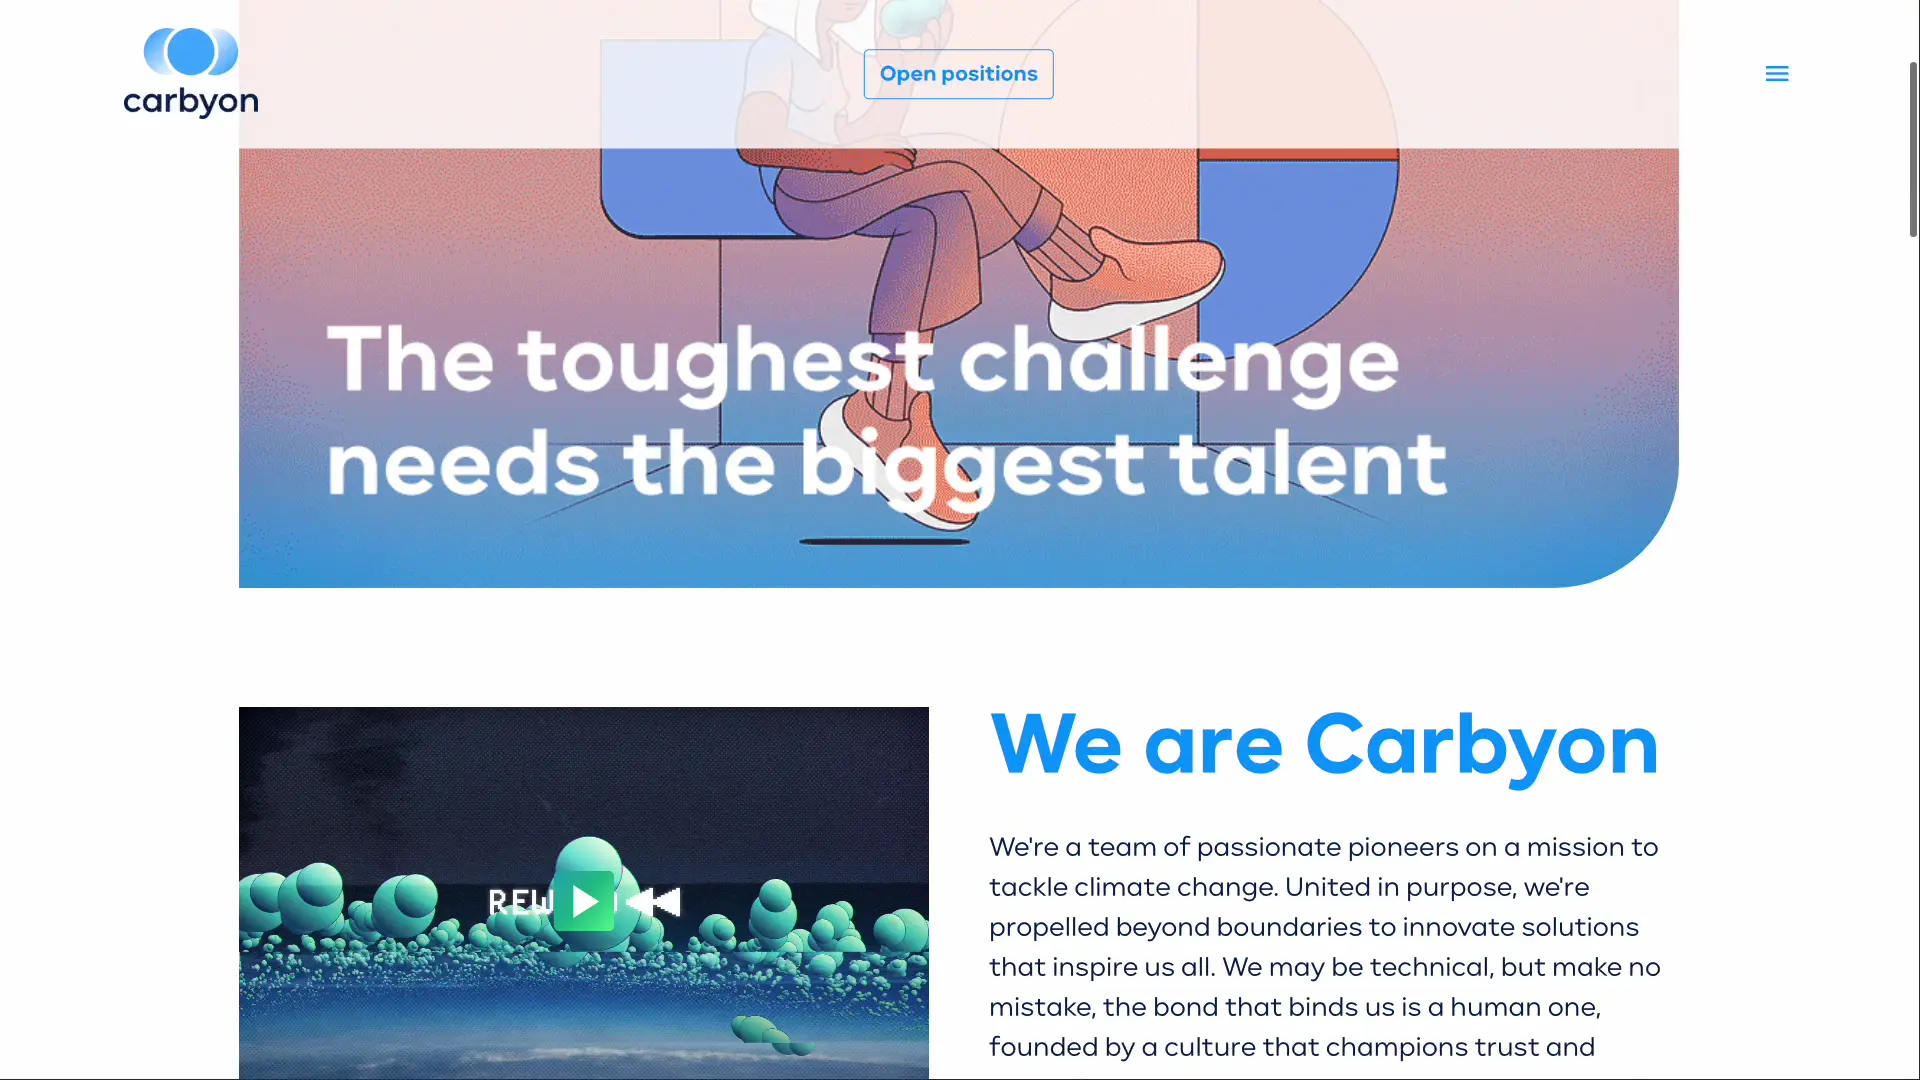 carbyon
Open positions
The toughest challenge
needs the biggest talent
REW
We are Carbyon
We're a team of passionate pioneers on a mission to
tackle climate change. United in purpose, we're
propelled beyond boundaries to innovate solutions
that inspire us all. We may be technical, but make no
mistake, the bond that binds us is a human one,
founded by a culture that champions trust and